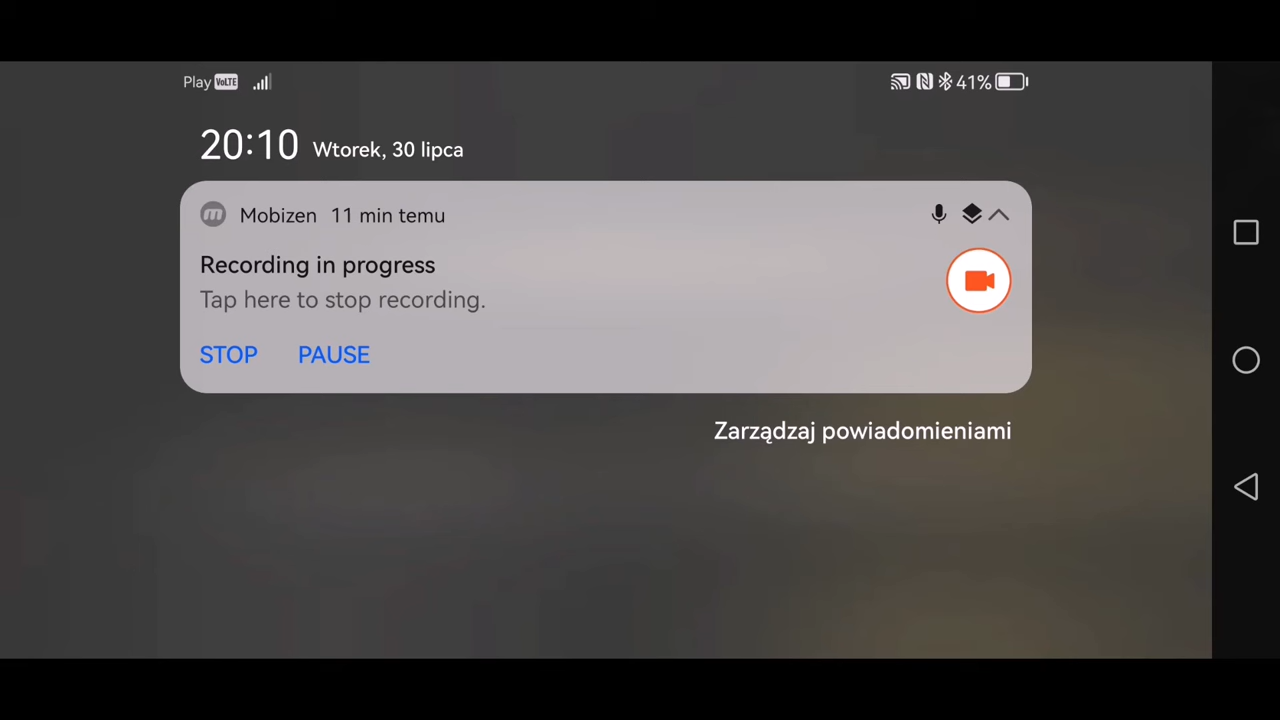 Play VoLTE 41%
20:10 Wtorek, 30 lipca
m Mobizen 11 min temu
Recording in progress
Tap here to stop recording.
STOP PAUSE
Zarządzaj powiadomieniami